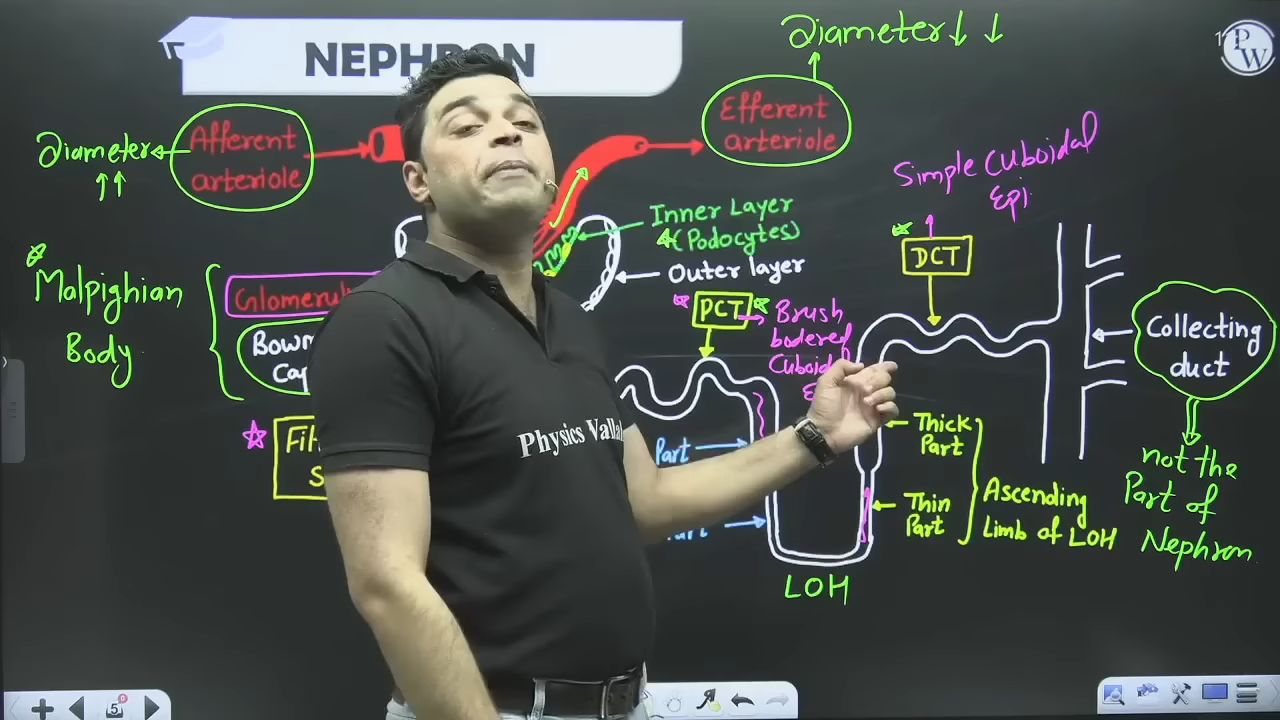 NEPHRON
Diameter ↓ ↓
PW
Diameter
↑↑
Afferent
arteriole
Efferent
arteriole
Simple Cuboidal
Epi.
Inner Layer
(Podocytes)
Outer layer
DCT
Malpighian
Body
PCT
Brush
bodered
Cuboidal
Collecting
duct
Physics
Part
Thick
Part
Thin
Part
Ascending
Limb of LOH
not the
Part of
Nephron
LOH